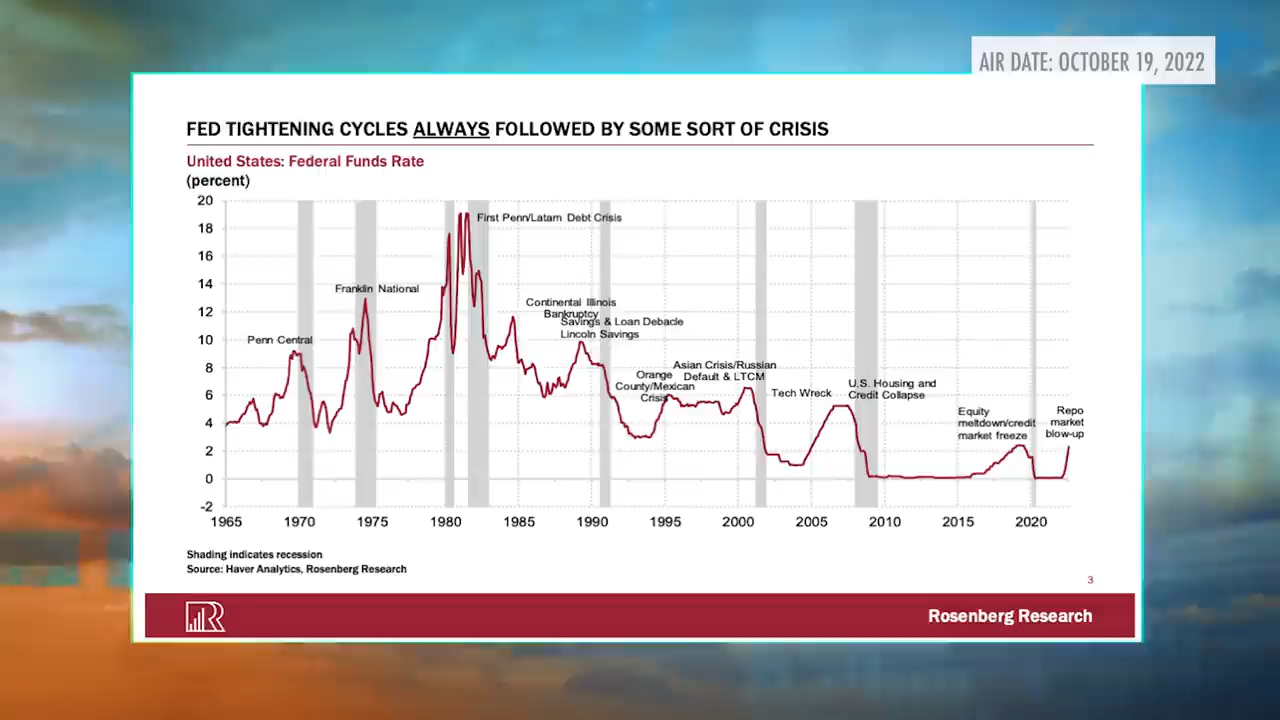 AIR DATE: OCTOBER 19, 2022
FED TIGHTENING CYCLES ALWAYS FOLLOWED BY SOME SORT OF CRISIS
United States: Federal Funds Rate
(percent)
20
18
16
14
12
10
8
6
4
2
0
-2
First Penn/Latam Debt Crisis
Franklin National
Penn Central
Continental Illinois
Bankruptcy
Savings & Loan Debacle
Lincoln Savings
Orange
County/Mexican
Crisis
Asian Crisis/Russian
Default & LTCM
Tech Wreck
U.S. Housing and
Credit Collapse
Equity
meltdown/credit
market freeze
Repo
market
blow-up
1965 1970 1975 1980 1985 1990 1995 2000 2005 2010 2015 2020
Shading indicates recession
Source: Haver Analytics, Rosenberg Research
3
R
Rosenberg Research